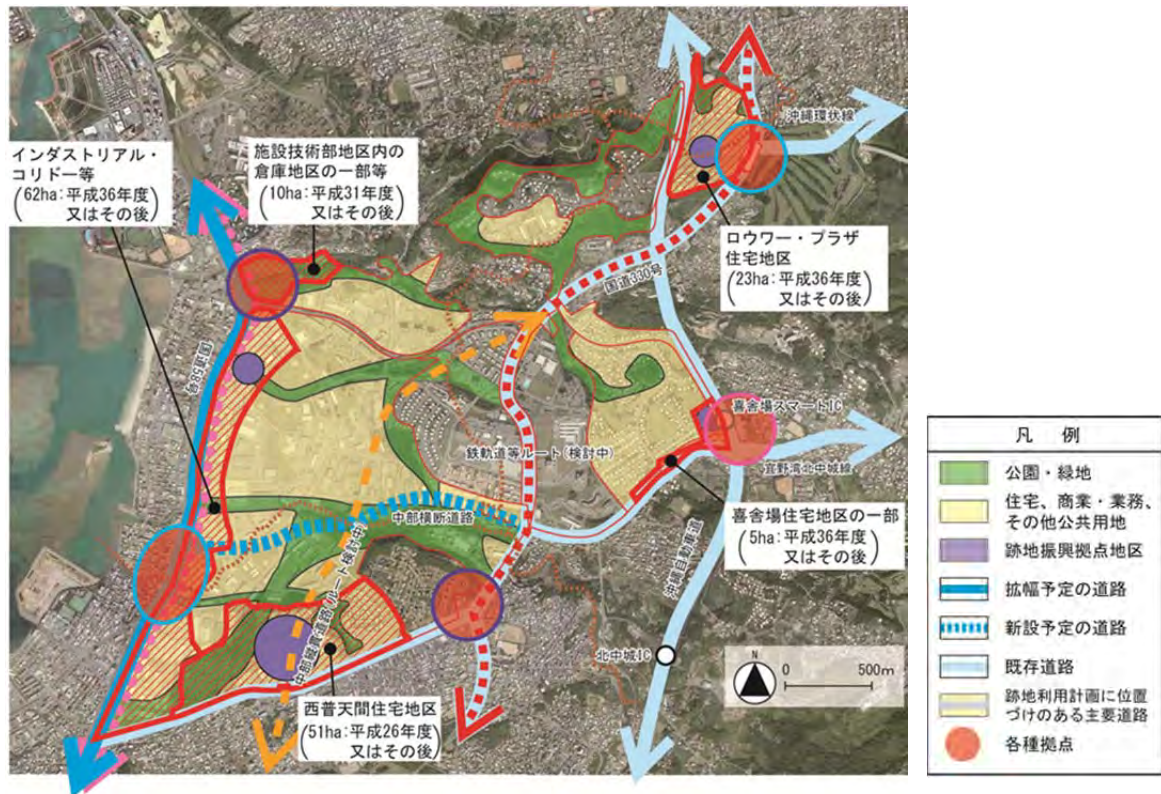 インダストリアル・
コリドー等
(62ha:平成36年度
又はその後)
施設技術部地区内の
倉庫地区の一部等
(10ha:平成31年度
又はその後)
沖縄環状線
ロウワー・プラザ
住宅地区
(23ha:平成36年度
又はその後)
国道330号
国道58号
喜舎場スマートIC
鉄軌道等ルート(検討中)
宜野湾北中城線
中部横断道路
喜舎場住宅地区の一部
(5ha:平成36年度
又はその後)
沖縄自動車道
中部縦貫道路(ルート検討中)
北中城IC
N
0 500m
西普天間住宅地区
(51ha:平成26年度
又はその後)
凡 例
公園・緑地
住宅、商業・業務、
その他公共用地
跡地振興拠点地区
拡幅予定の道路
新設予定の道路
既存道路
跡地利用計画に位置
づけのある主要道路
各種拠点